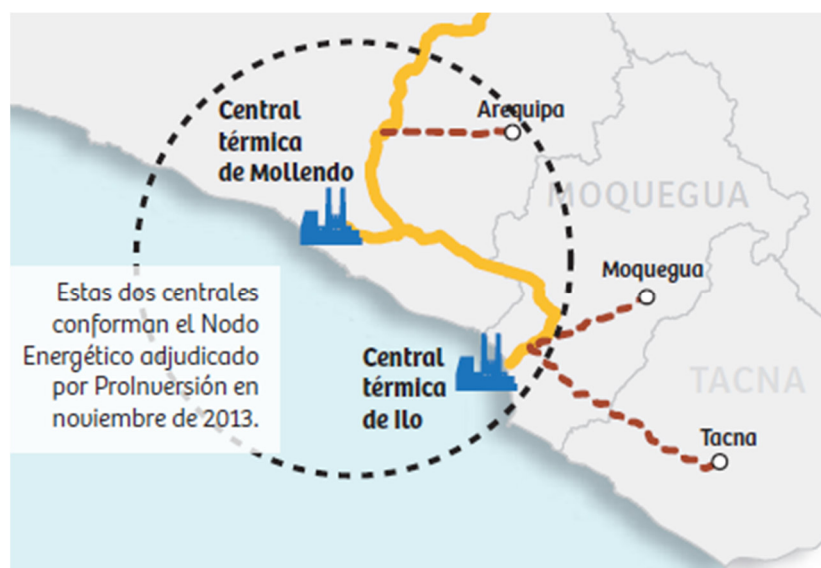 Central
térmica
de Mollendo
Arequipa
MOQUEGUA
Moquegua
Estas dos centrales
conforman el Nodo
Energético adjudicado
por ProInversión en
noviembre de 2013.
Central
térmica
de Ilo
TACNA
Tacna